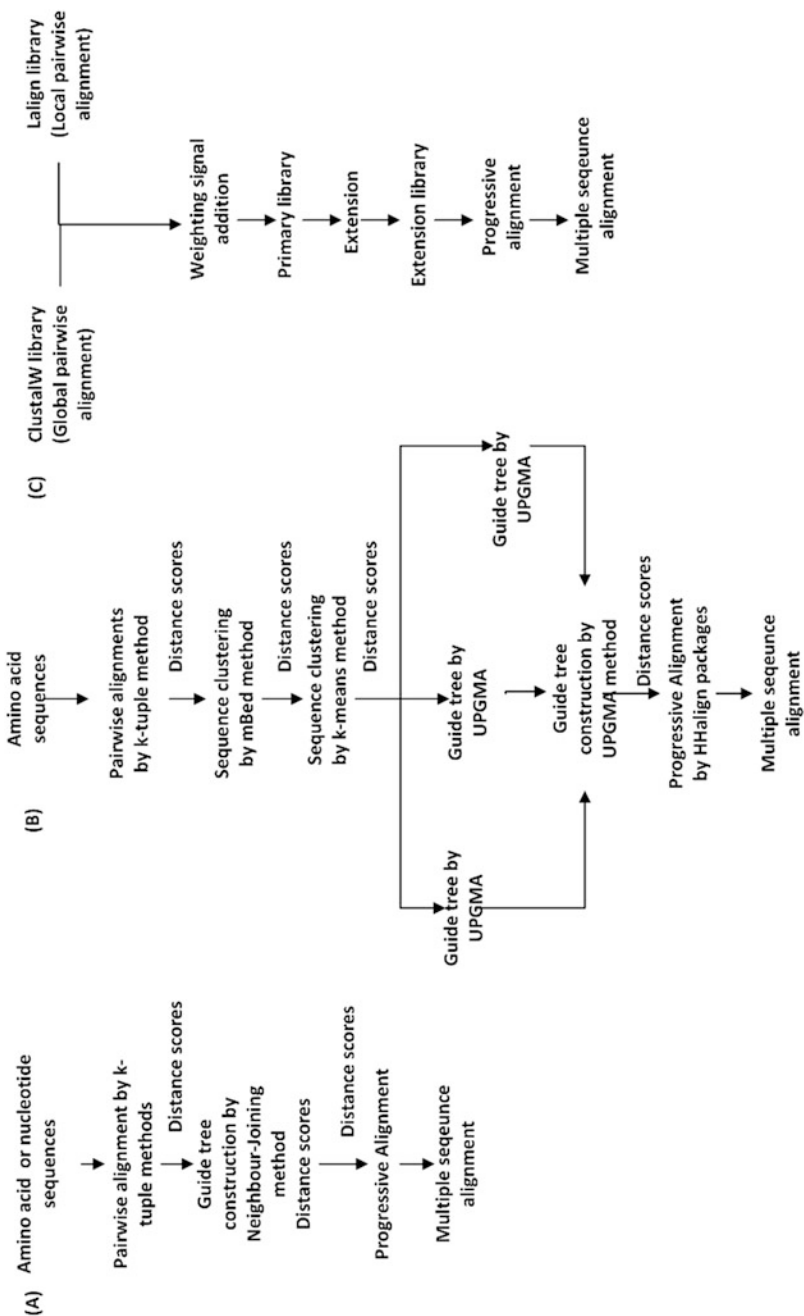 (A)
Amino acid or nucleotide
sequences
Pairwise alignment by k-
tuple methods
Distance scores
Guide tree
construction by
Neighbour-Joining
method
Distance scores
Distance scores
Progressive Alignment
Multiple seqeunce
alignment
(B)
Amino acid
sequences
Pairwise alignments
by k-tuple method
Distance scores
Sequence clustering
by mBed method
Distance scores
Sequence clustering
by k-means method
Distance scores
Guide tree by
UPGMA
Guide tree by
UPGMA
Guide tree by
UPGMA
Guide tree
construction by
UPGMA method
Distance scores
Progressive Alignment
by HHalign packages
Multiple seqeunce
alignment
(C)
ClustalW library
(Global pairwise
alignment)
Lalign library
(Local pairwise
alignment)
Weighting signal
addition
Primary library
Extension
Extension library
Progressive
alignment
Multiple seqeunce
alignment